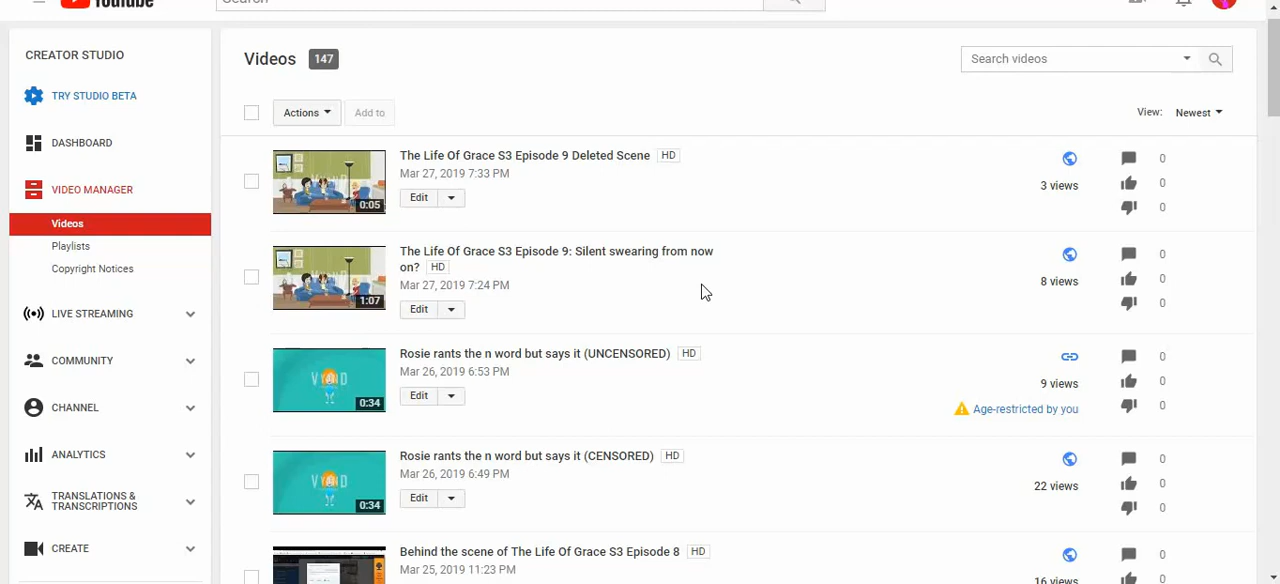 YouTube
Search
CREATOR STUDIO
TRY STUDIO BETA
DASHBOARD
VIDEO MANAGER
Videos
Playlists
Copyright Notices
LIVE STREAMING
COMMUNITY
CHANNEL
ANALYTICS
TRANSLATIONS &
TRANSCRIPTIONS
CREATE
Videos 147
Search videos
Actions Add to
View: Newest
The Life Of Grace S3 Episode 9 Deleted Scene HD
Mar 27, 2019 7:33 PM
Edit
0:05
3 views
0
0
0
The Life Of Grace S3 Episode 9: Silent swearing from now
on? HD
Mar 27, 2019 7:24 PM
Edit
1:07
8 views
0
0
0
Rosie rants the n word but says it (UNCENSORED) HD
Mar 26, 2019 6:53 PM
Edit
VYOND
0:34
9 views
Age-restricted by you
0
0
0
Rosie rants the n word but says it (CENSORED) HD
Mar 26, 2019 6:49 PM
Edit
VYOND
0:34
22 views
0
0
0
Behind the scene of The Life Of Grace S3 Episode 8 HD
Mar 25, 2019 11:23 PM
16 views
0
0